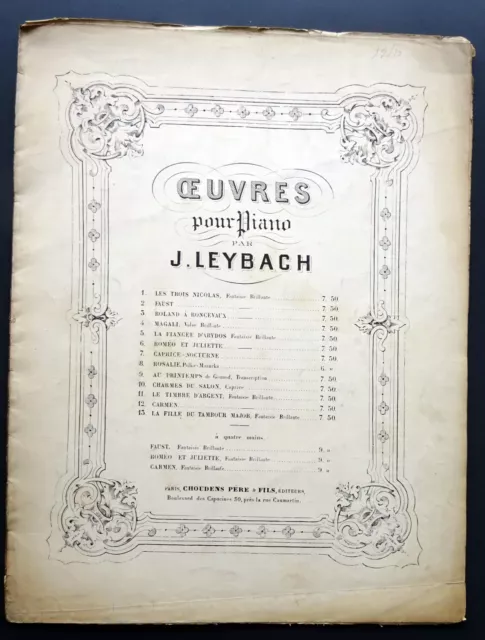 ŒUVRES
pour Piano
PAR
J. LEYBACH
1. LES TROIS NICOLAS, Fantaisie Brillante 7. 50
2. FAUST 7. 50
3. ROLAND A RONCEVAUX 7. 50
4. MAGALI, Valse Brillante 7. 50
5. LA FIANCÉE D'ABYDOS Fantaisie Brillante 7. 50
6. ROMÉO ET JULIETTE 7. 50
7. CAPRICE-NOCTURNE 7. 50
8. ROSALIE, Polka-Mazurka 6. »
9. AU PRINTEMPS de Gounod, Transcription 7. 50
10. CHARMES DU SALON, Caprice 7. 50
11. LE TIMBRE D'ARGENT, Fantaisie Brillante 7. 50
12. CARMEN 7. 50
13. LA FILLE DU TAMBOUR MAJOR, Fantaisie Brillante 7. 50
à quatre mains.
FAUST, Fantaisie Brillante 9. »
ROMÉO ET JULIETTE, Fantaisie Brillante 9. »
CARMEN, Fantaisie Brillante 9. »
PARIS, CHOUDENS PÈRE & FILS, ÉDITEURS,
Boulevard des Capucines 30, près la rue Caumartin.